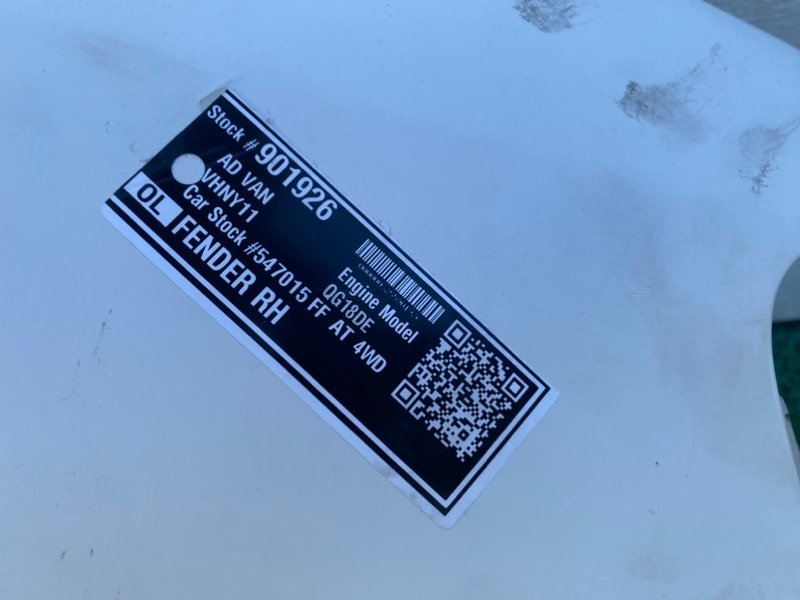 Stock # 901926
AD VAN
VHNY11
Car Stock #547015 FF AT 4WD
OL FENDER RH
Engine Model
QG18DE